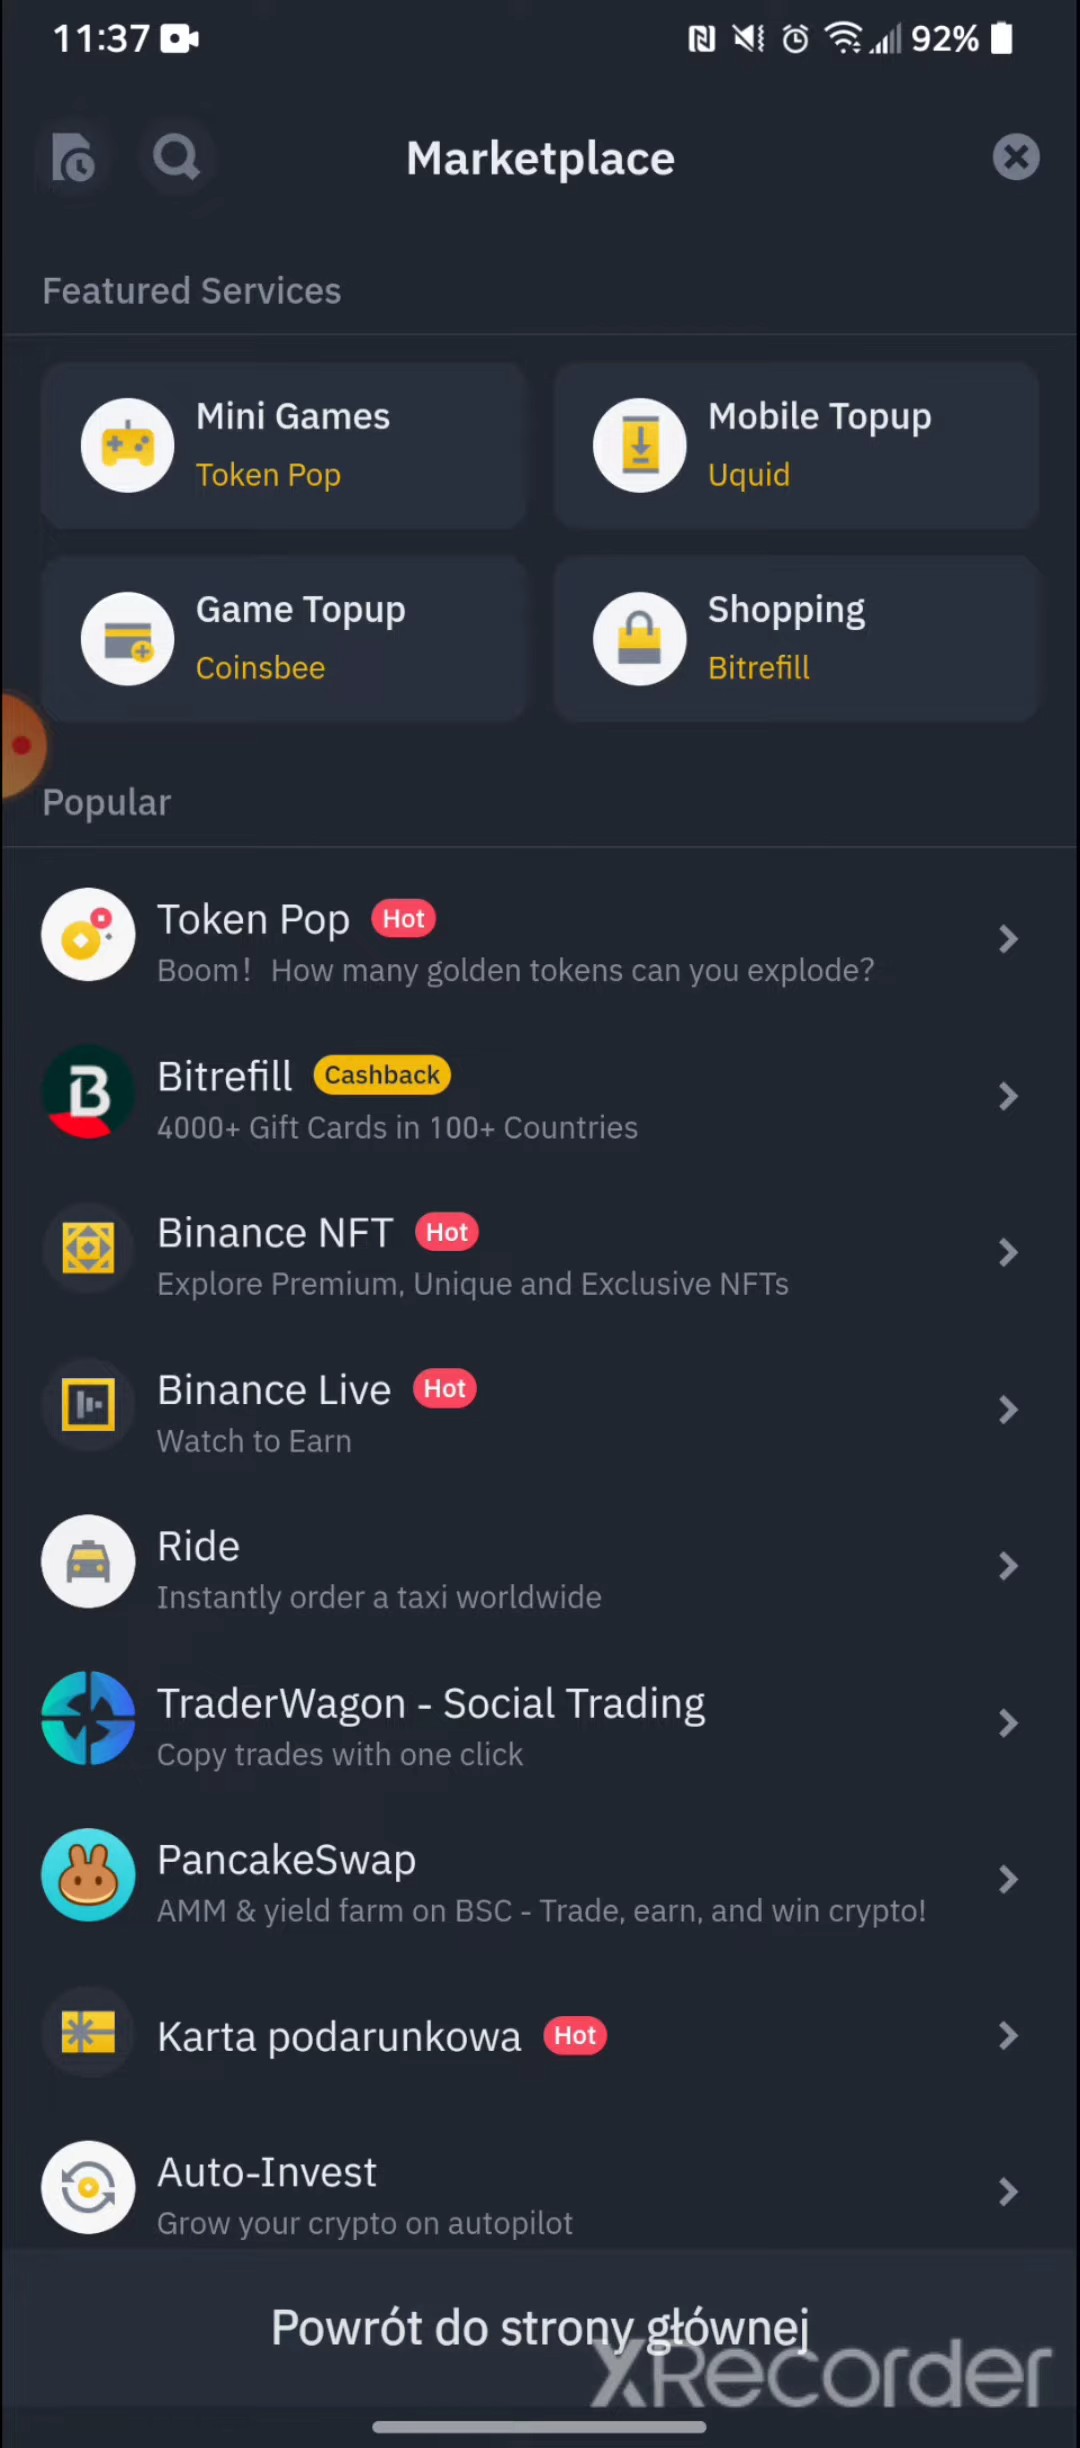 11:37
92%
Marketplace
Featured Services
Mini Games
Token Pop
Mobile Topup
Uquid
Game Topup
Coinsbee
Shopping
Bitrefill
Popular
Token Pop Hot
Boom! How many golden tokens can you explode?
Bitrefill Cashback
4000+ Gift Cards in 100+ Countries
Binance NFT Hot
Explore Premium, Unique and Exclusive NFTs
Binance Live Hot
Watch to Earn
Ride
Instantly order a taxi worldwide
TraderWagon - Social Trading
Copy trades with one click
PancakeSwap
AMM & yield farm on BSC - Trade, earn, and win crypto!
Karta podarunkowa Hot
Auto-Invest
Grow your crypto on autopilot
Powrót do strony głównej
XRecorder